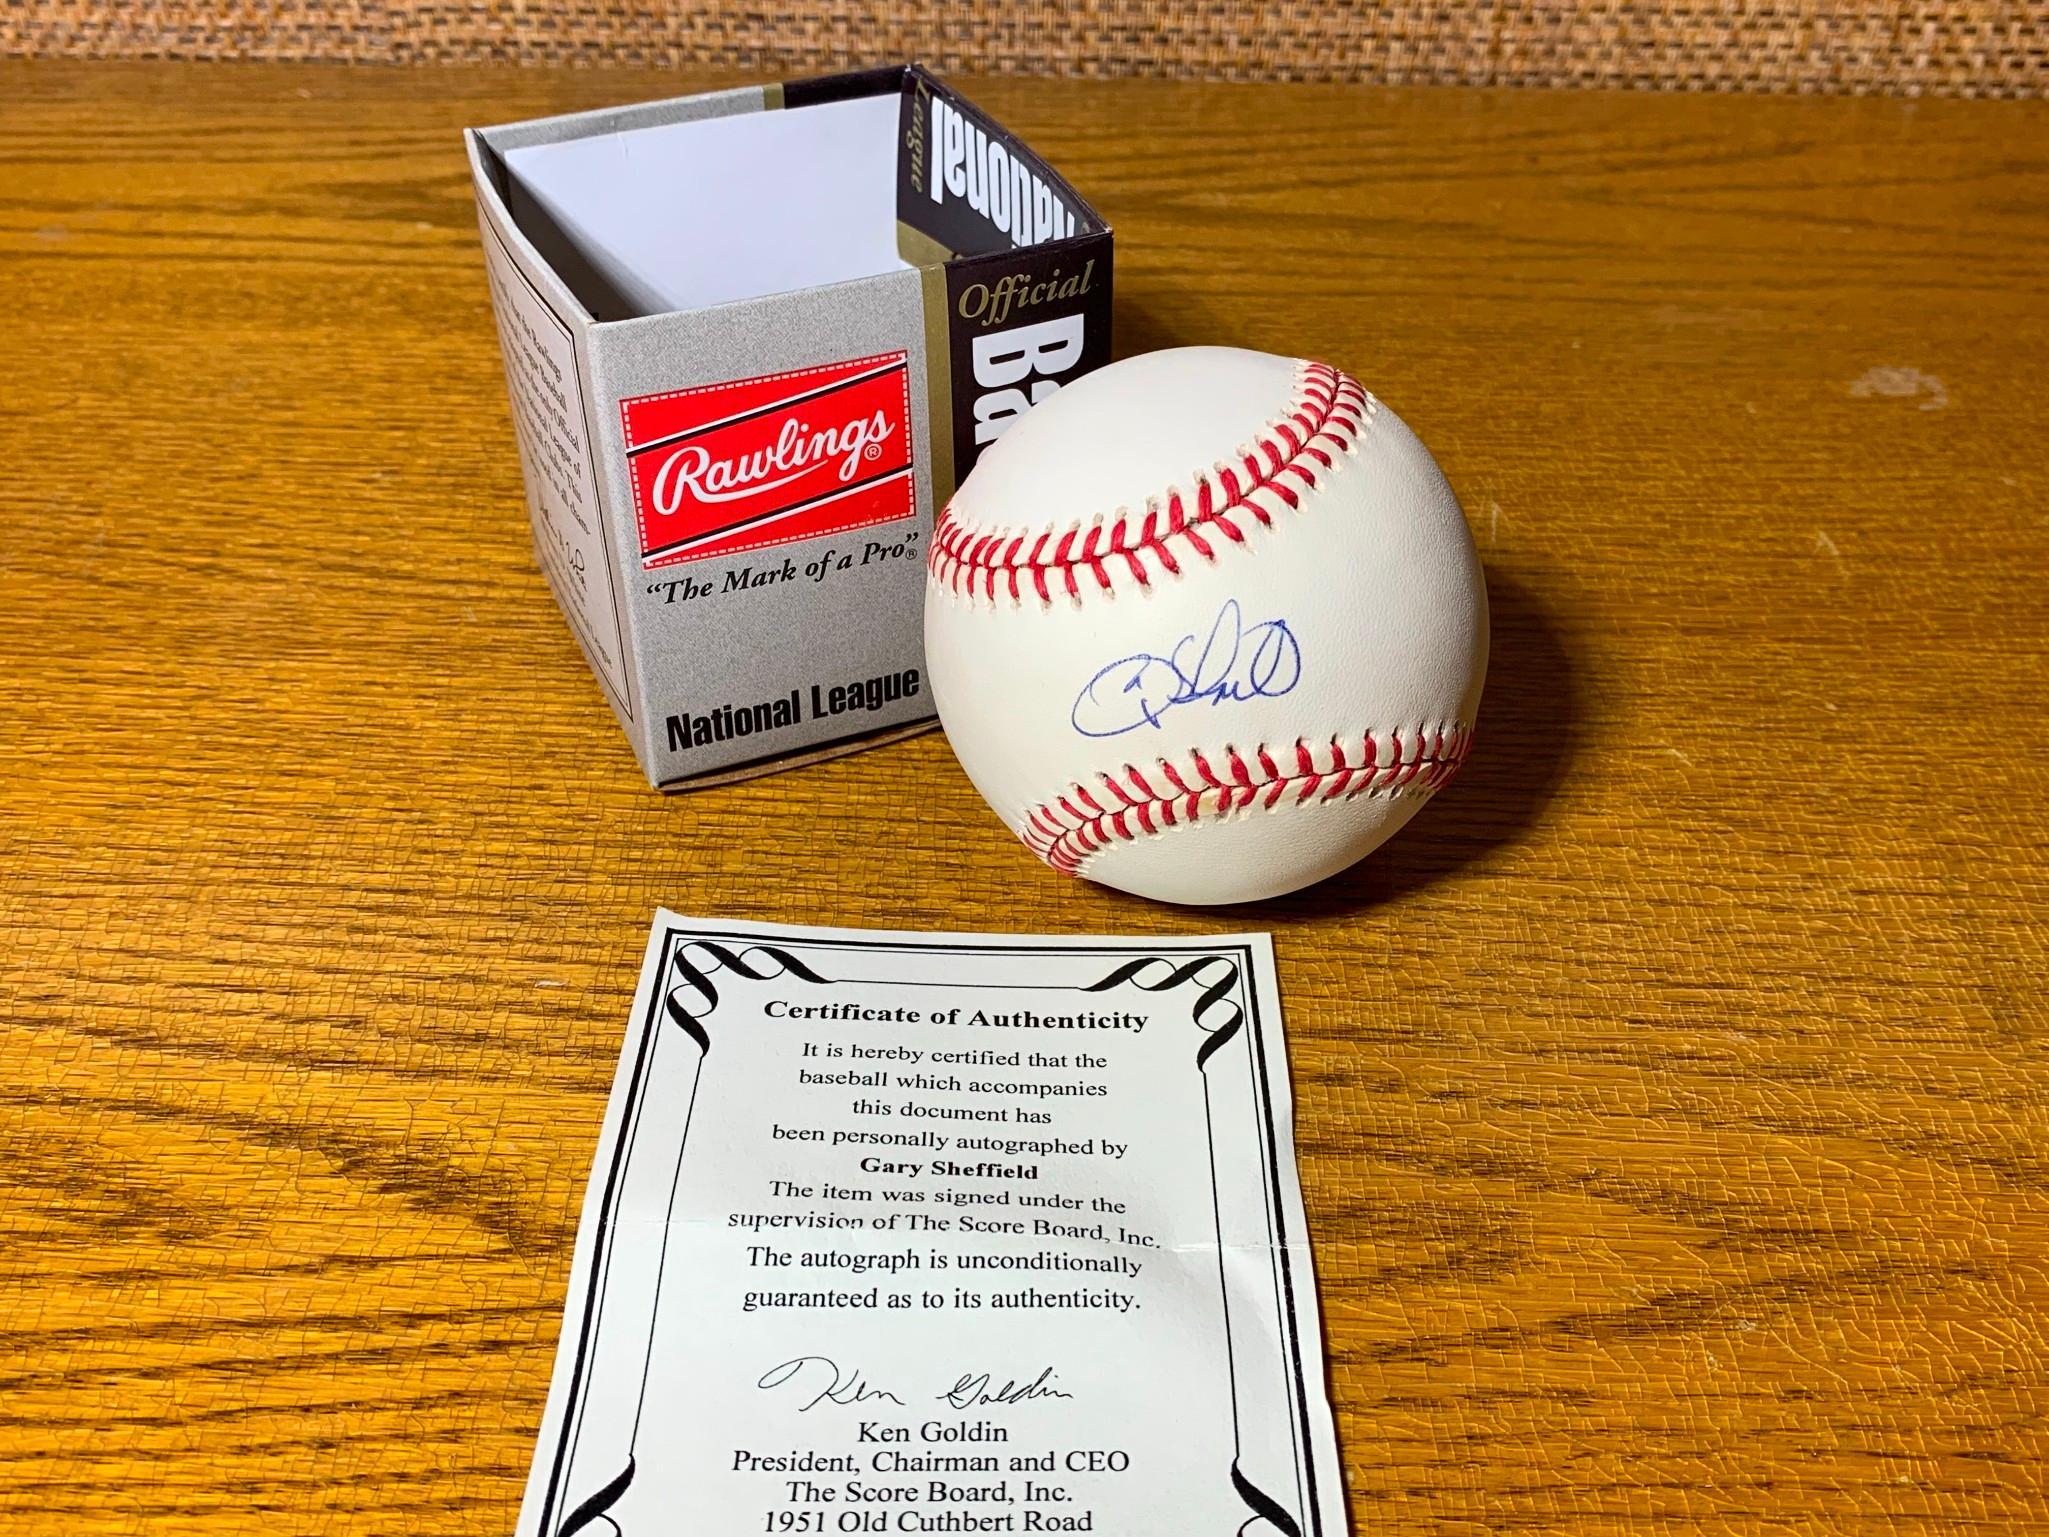 League
National
Official
Rawlings®
"The Mark of a Pro"®
National League
Certificate of Authenticity
It is hereby certified that the
baseball which accompanies
this document has
been personally autographed by
Gary Sheffield
The item was signed under the
supervision of The Score Board, Inc.
The autograph is unconditionally
guaranteed as to its authenticity.
Ken Goldin
Ken Goldin
President, Chairman and CEO
The Score Board, Inc.
1951 Old Cuthbert Road